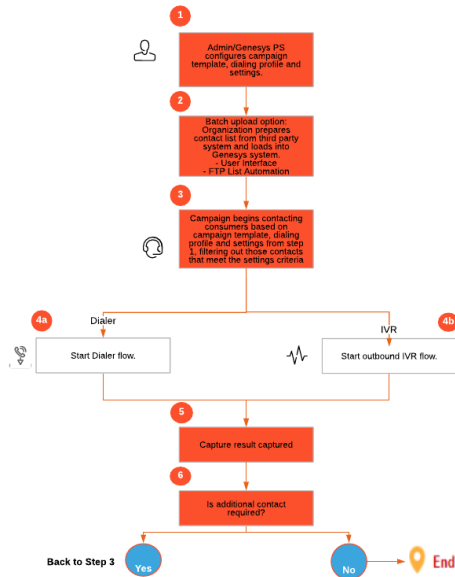 1
Admin/Genesys PS
configures campaign
template, dialing profile and
settings.
2
Batch upload option:
Organization prepares
contact list from third party
system and loads into
Genesys system.
- User Interface
- FTP List Automation
3
Campaign begins contacting
consumers based on
campaign template, dialing
profile and settings from step
1, filtering out those contacts
that meet the settings criteria
4a
Dialer
Start Dialer flow.
4b
IVR
Start outbound IVR flow.
5
Capture result captured
6
Is additional contact
required?
Back to Step 3
Yes
No
End